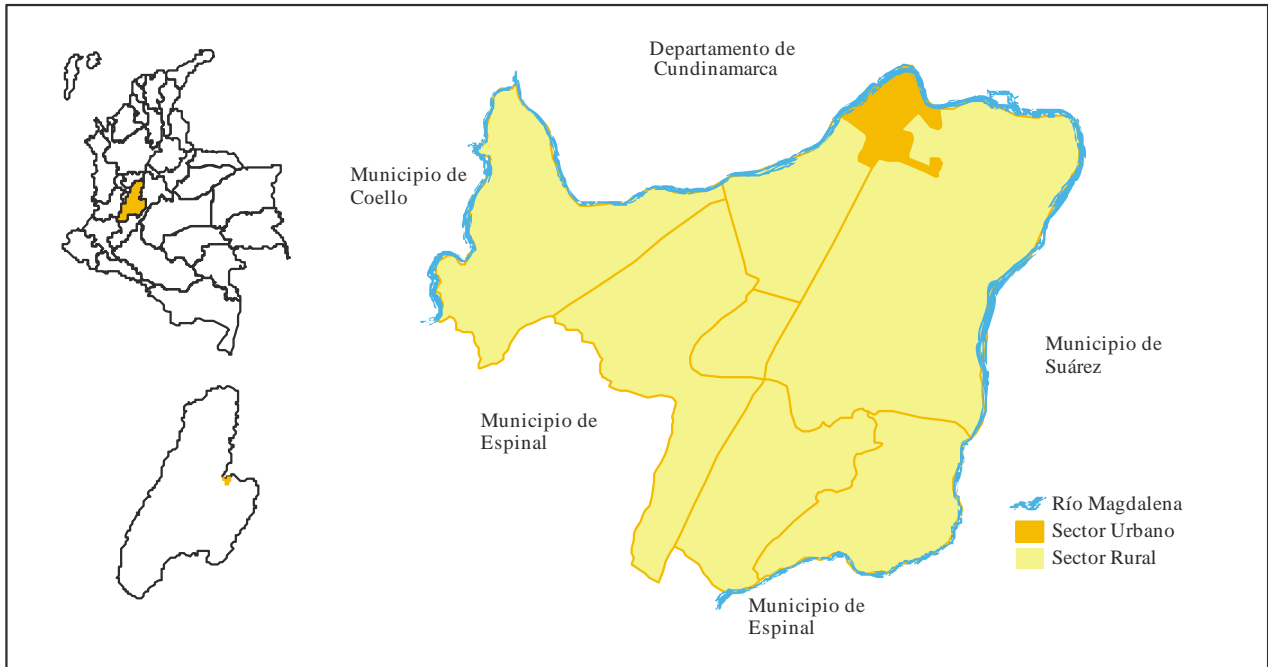 Departamento de
Cundinamarca
Municipio de
Coello
Municipio de
Suárez
Municipio de
Espinal
Río Magdalena
Sector Urbano
Sector Rural
Municipio de
Espinal